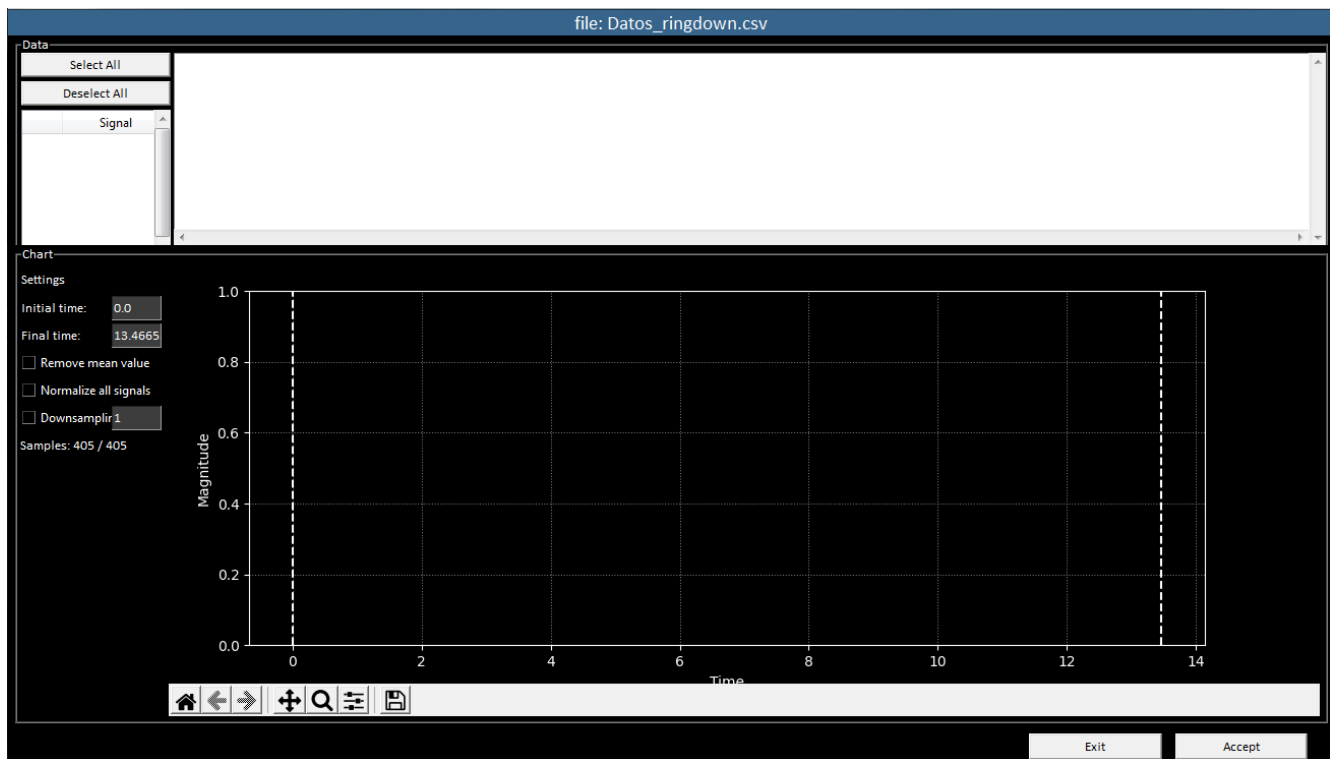 file: Datos_ringdown.csv
Data
Select All
Deselect All
Signal
Chart
Settings
Initial time: 0.0
Final time: 13.4665
Remove mean value
Normalize all signals
Downsamplir 1
Samples: 405 / 405
1.0
0.8
0.6
0.4
0.2
0.0
Magnitude
0 2 4 6 8 10 12 14
Time
Exit Accept